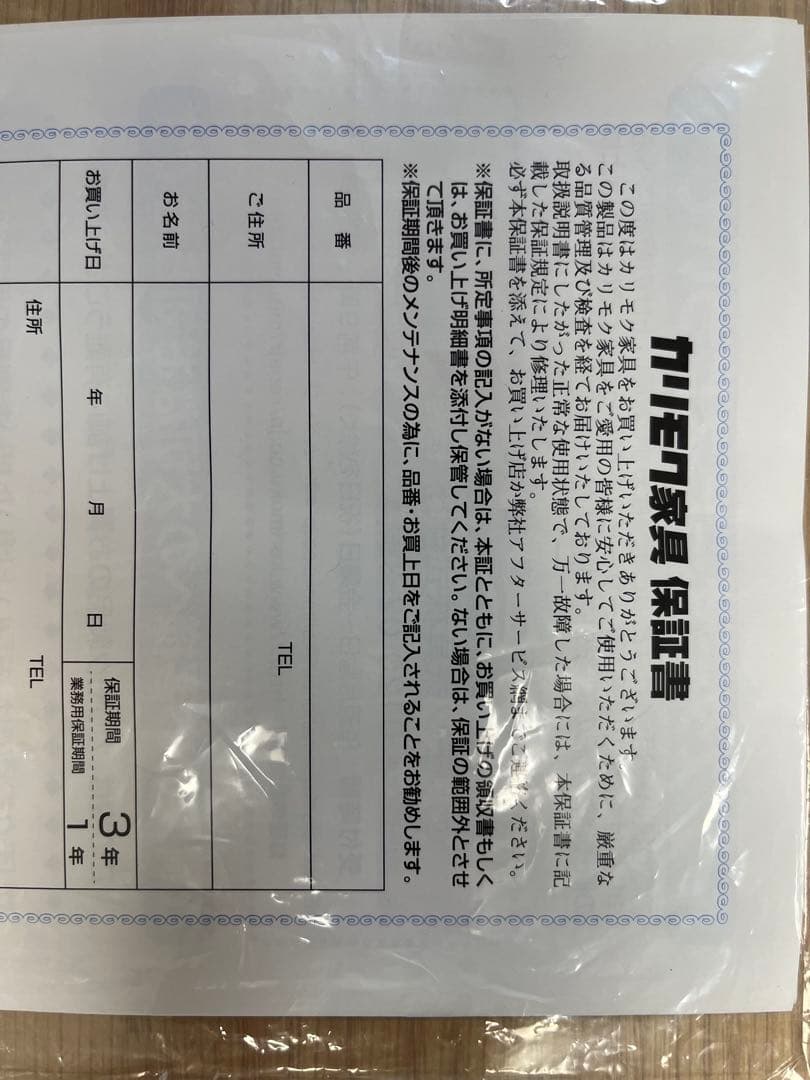 カリモク家具 保証書
この度はカリモク家具をお買い上げいただきありがとうございます。
この製品はカリモク家具をご愛用の皆様に安心してご使用いただくために、厳重な
る品質管理及び検査を経てお届けいたしております。
取扱説明書にしたがった正常な使用状態で、万一故障した場合には、本保証書に記
載した保証規定により修理いたします。
必ず本保証書を添えて、お買い上げ店か弊社アフターサービス網までご連絡ください。
※保証書に、所定事項の記入がない場合は、本証とともに、お買い上げの領収書もしく
は、お買い上げ明細書を添付し保管してください。ない場合は、保証の範囲外とさせ
て頂きます。
※保証期間後のメンテナンスの為に、品番・お買上日をご記入されることをお勧めします。
品 番
ご住所 TEL
お名前
お買い上げ日 年 月 日 保証期間 3年
業務用保証期間 1年
住所 TEL